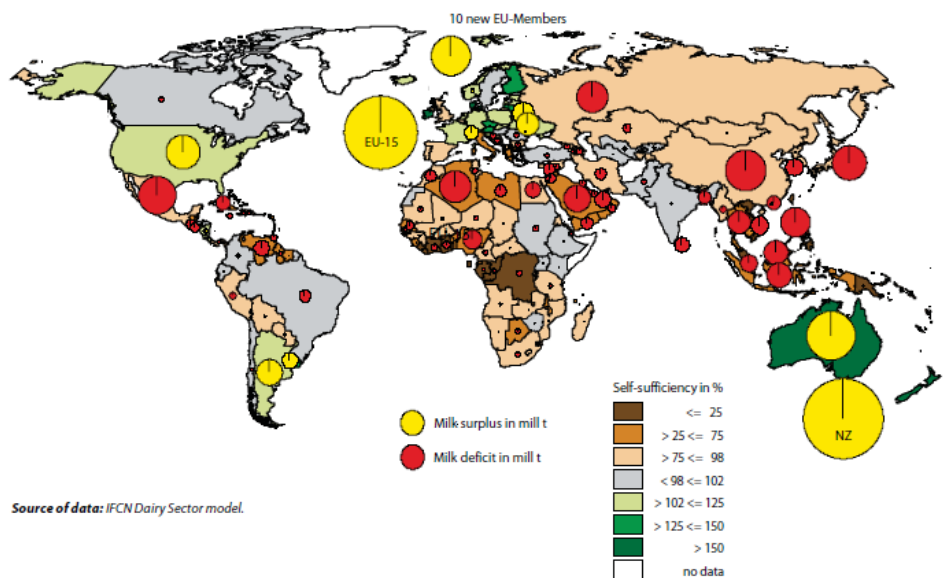 10 new EU-Members
EU-15
NZ
Milk surplus in mill t
Milk deficit in mill t
Self-sufficiency in %
<= 25
> 25 <= 75
> 75 <= 98
< 98 <= 102
> 102 <= 125
> 125 <= 150
> 150
no data
Source of data: IFCN Dairy Sector model.